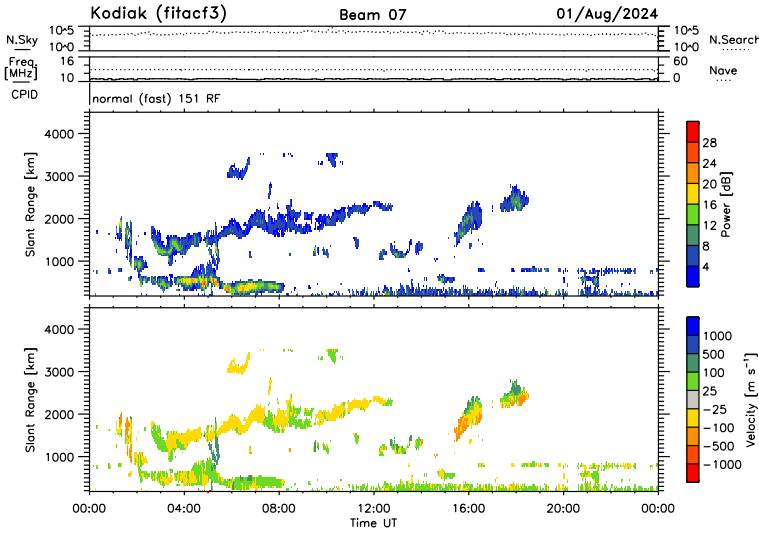 Kodiak (fitacf3) Beam 07 01/Aug/2024
N.Sky 10^5 10^0 10^5 10^0 N.Search
Freq. [MHz] 16 10 60 0 Nave
CPID normal (fast) 151 RF
Slant Range [km] 4000 3000 2000 1000
Power [dB] 28 24 20 16 12 8 4
Slant Range [km] 4000 3000 2000 1000
Velocity [m s⁻¹] 1000 500 100 25 −25 −100 −500 −1000
00:00 04:00 08:00 12:00 16:00 20:00 00:00
Time UT